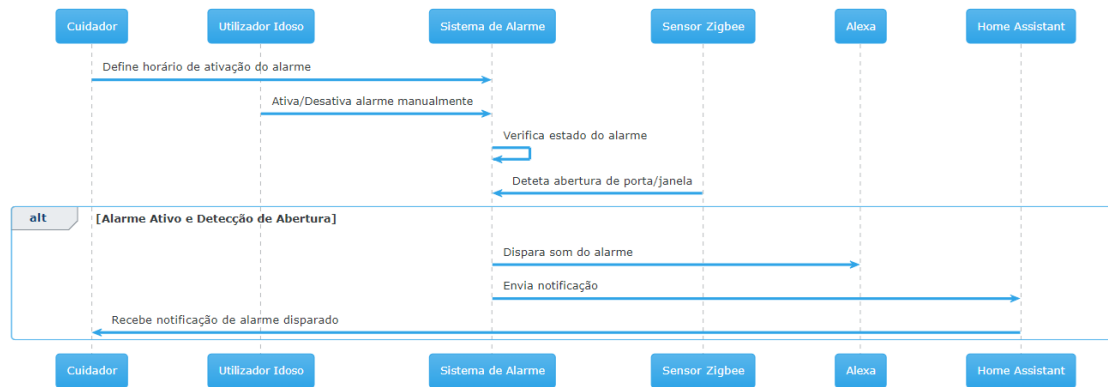 Cuidador
Utilizador Idoso
Sistema de Alarme
Sensor Zigbee
Alexa
Home Assistant
Define horário de ativação do alarme
Ativa/Desativa alarme manualmente
Verifica estado do alarme
Deteta abertura de porta/janela
alt
[Alarme Ativo e Detecção de Abertura]
Dispara som do alarme
Envia notificação
Recebe notificação de alarme disparado
Cuidador
Utilizador Idoso
Sistema de Alarme
Sensor Zigbee
Alexa
Home Assistant